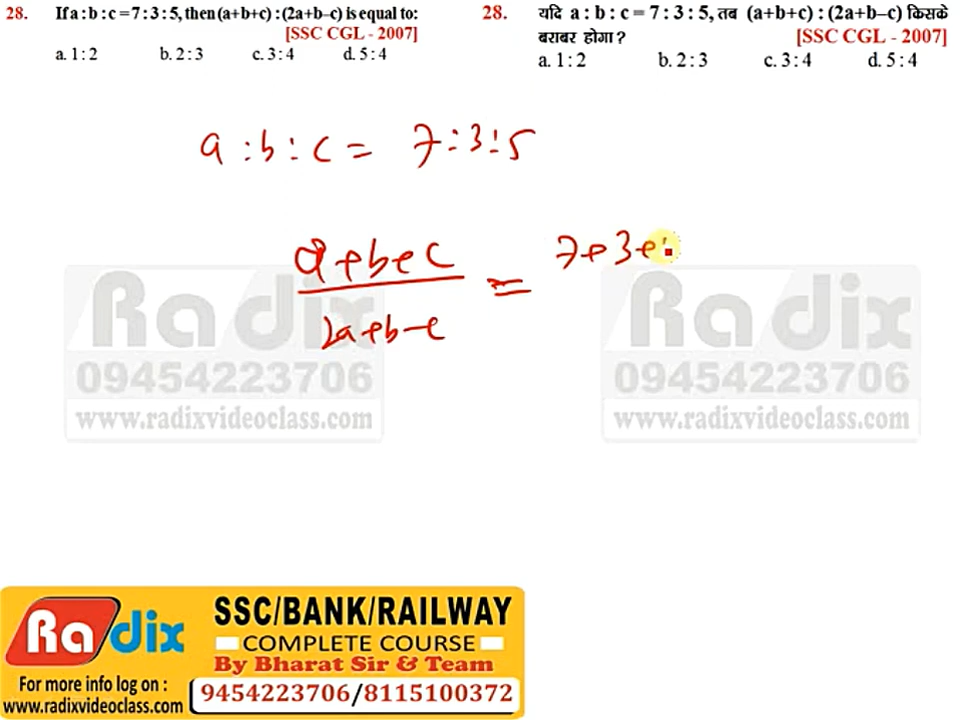 28. If a : b : c = 7 : 3 : 5, then (a+b+c) : (2a+b–c) is equal to:
[SSC CGL - 2007]
a. 1 : 2 b. 2 : 3 c. 3 : 4 d. 5 : 4
28. यदि a : b : c = 7 : 3 : 5, तब (a+b+c) : (2a+b–c) किसके
बराबर होगा ? [SSC CGL - 2007]
a. 1 : 2 b. 2 : 3 c. 3 : 4 d. 5 : 4
a : b : c = 7 : 3 : 5
a+b+c = 7+3+
2a+b-c
Radix
09454223706
www.radixvideoclass.com
Radix
09454223706
www.radixvideoclass.com
Radix
For more info log on :
www.radixvideoclass.com
SSC/BANK/RAILWAY
COMPLETE COURSE
By Bharat Sir & Team
9454223706/8115100372